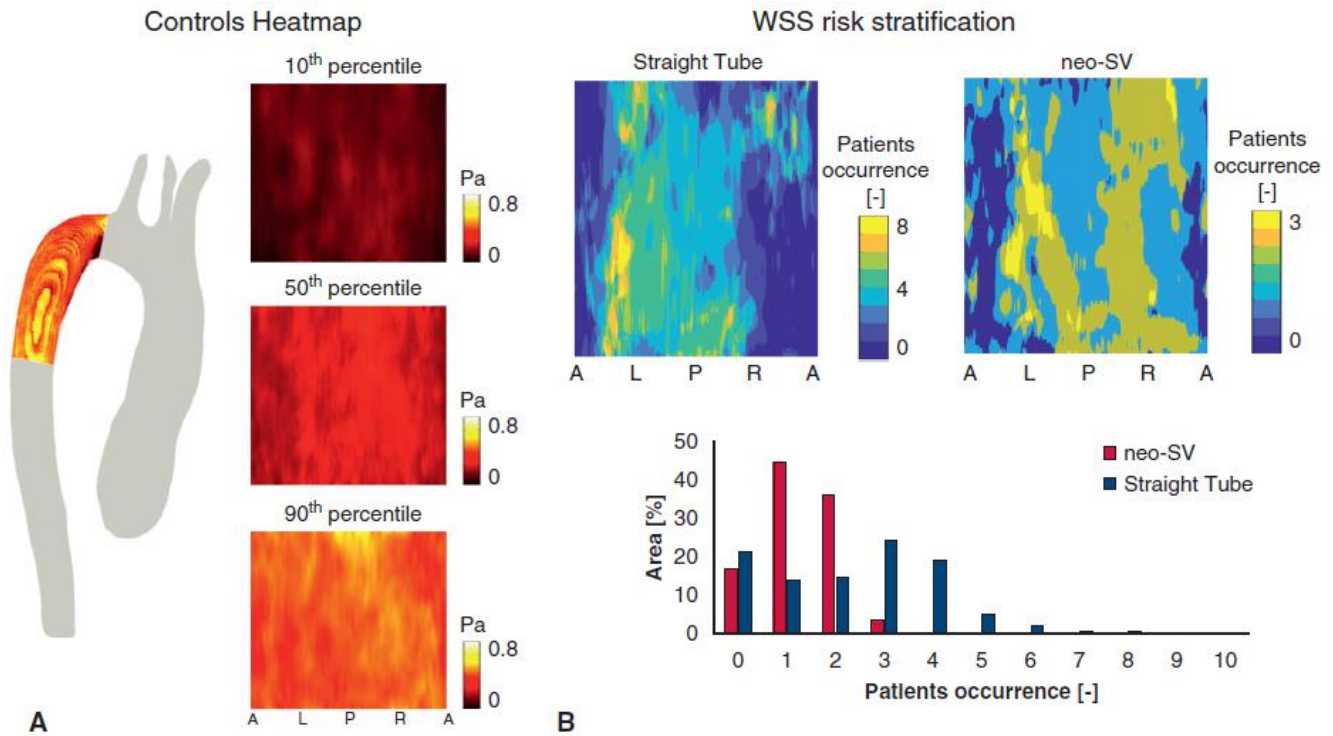 Controls Heatmap
10th percentile
Pa
0.8
0
50th percentile
Pa
0.8
0
90th percentile
Pa
0.8
0
A L P R A
A
WSS risk stratification
Straight Tube
Patients
occurrence
[-]
8
4
0
A L P R A
neo-SV
Patients
occurrence
[-]
3
0
A L P R A
50
40
30
20
10
0
Area [%]
neo-SV
Straight Tube
0 1 2 3 4 5 6 7 8 9 10
Patients occurrence [-]
B